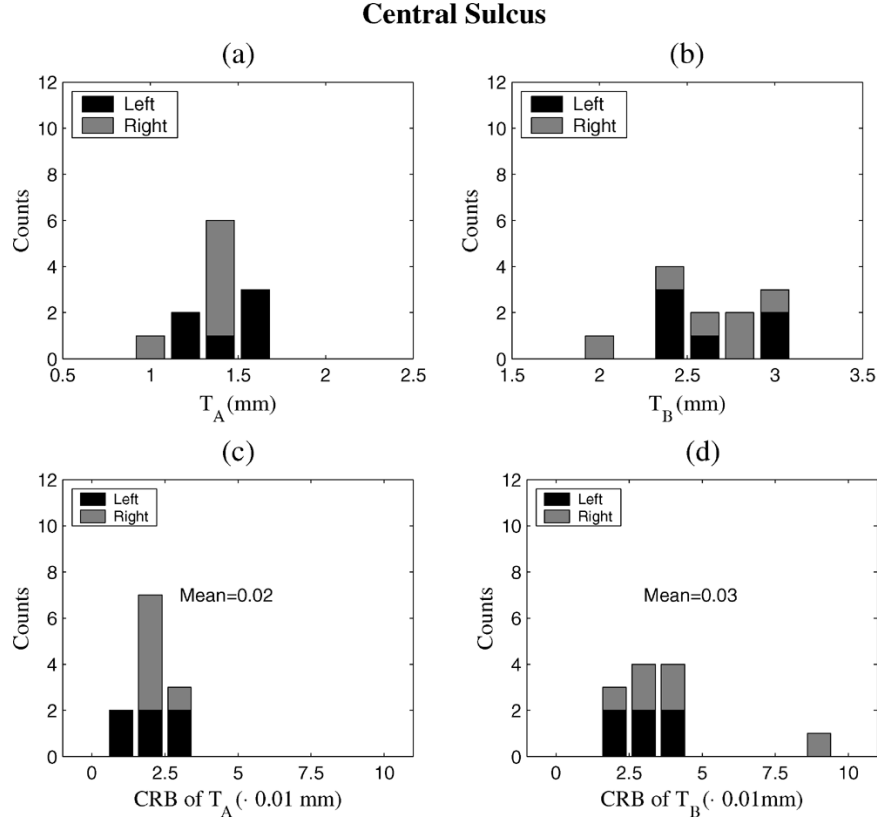 Central Sulcus
(a)
12
10
8
6
4
2
0
Counts
Left
Right
0.5 1 1.5 2 2.5
T_A (mm)
(b)
12
10
8
6
4
2
0
Counts
Left
Right
1.5 2 2.5 3 3.5
T_B (mm)
(c)
12
10
8
6
4
2
0
Counts
Left
Right
Mean=0.02
0 2.5 5 7.5 10
CRB of T_A (· 0.01 mm)
(d)
12
10
8
6
4
2
0
Counts
Left
Right
Mean=0.03
0 2.5 5 7.5 10
CRB of T_B (· 0.01mm)